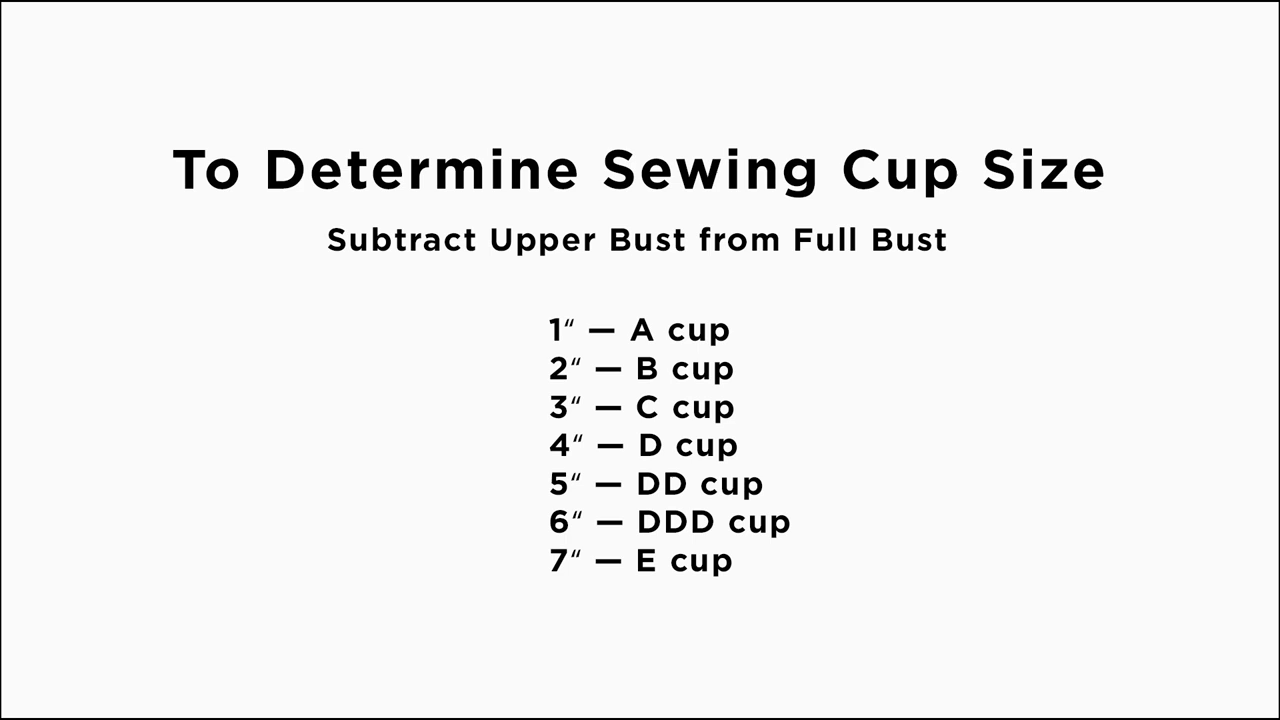 To Determine Sewing Cup Size
Subtract Upper Bust from Full Bust
1“ — A cup
2“ — B cup
3“ — C cup
4“ — D cup
5“ — DD cup
6“ — DDD cup
7“ — E cup